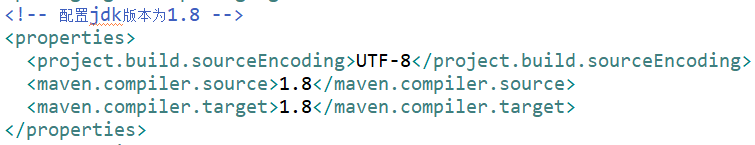 <!-- 配置jdk版本为1.8 -->
<properties>
  <project.build.sourceEncoding>UTF-8</project.build.sourceEncoding>
  <maven.compiler.source>1.8</maven.compiler.source>
  <maven.compiler.target>1.8</maven.compiler.target>
</properties>